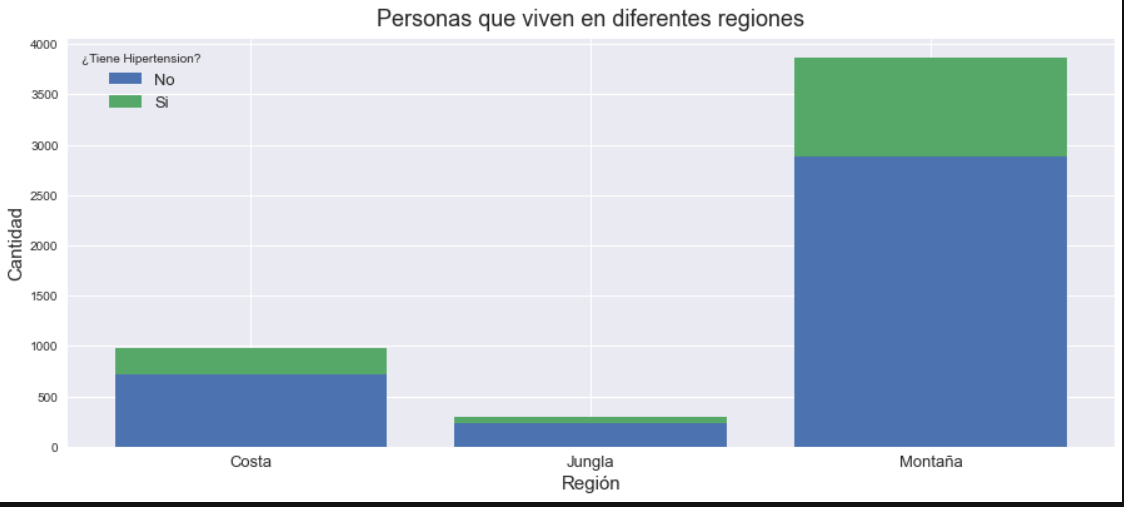 Personas que viven en diferentes regiones
¿Tiene Hipertension?
No
Si
Cantidad
4000
3500
3000
2500
2000
1500
1000
500
0
Costa
Jungla
Montaña
Región